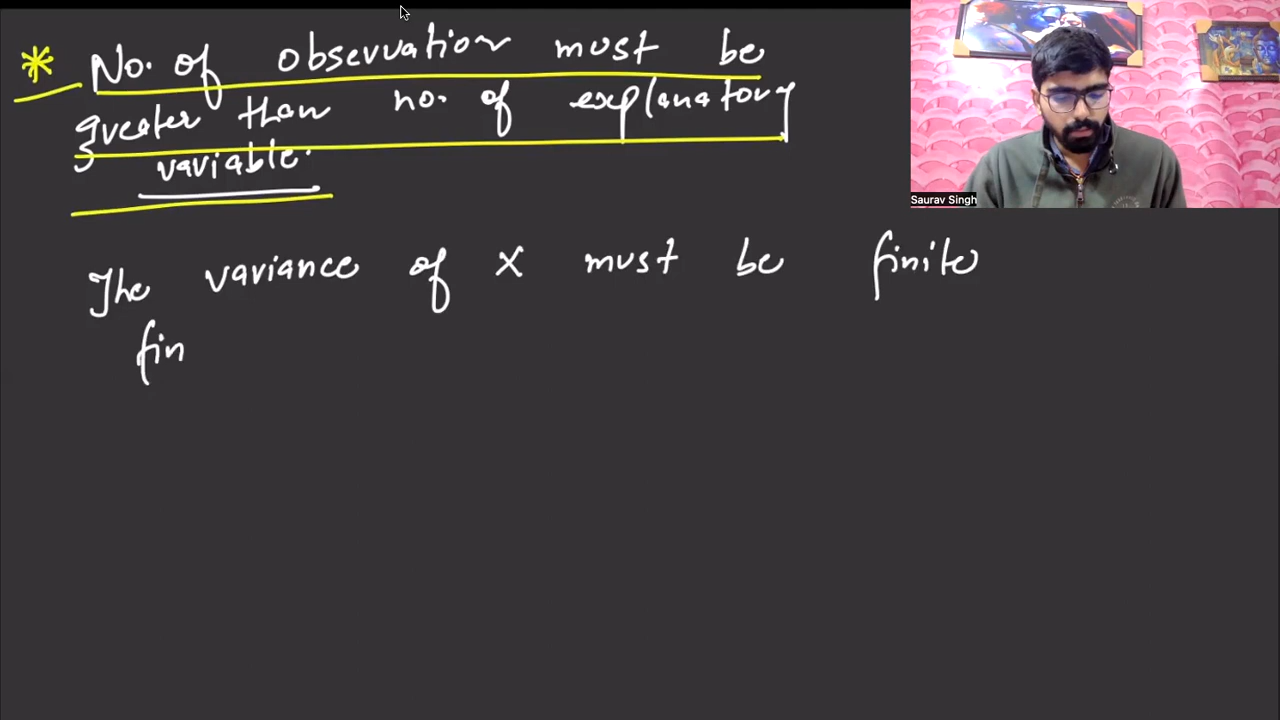 * No. of observation must be
greater than no. of explanatory
variable.
The variance of X must be finite
fin
Saurav Singh